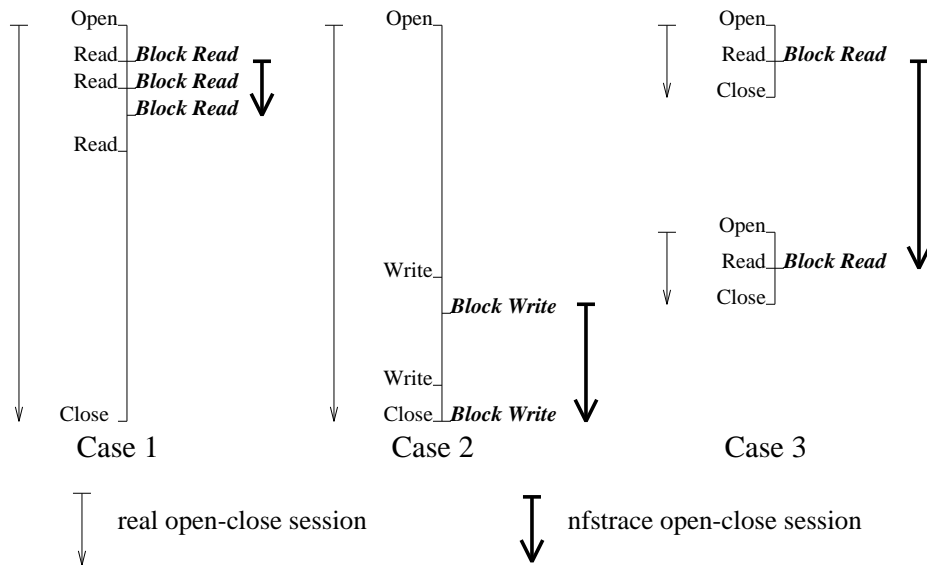 Open
Read Block Read
Read Block Read
Block Read
Read
Close
Case 1
Open
Write
Block Write
Write
Close Block Write
Case 2
Open
Read Block Read
Close
Open
Read Block Read
Close
Case 3
real open-close session
nfstrace open-close session